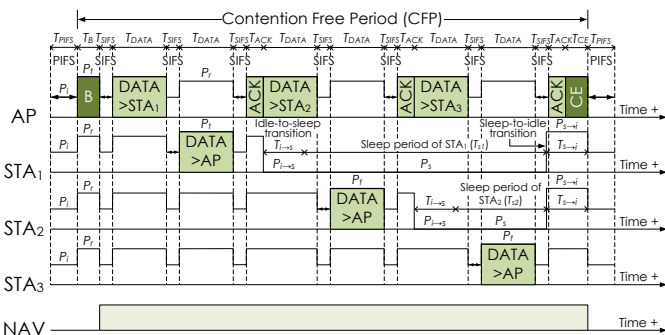 Contention Free Period (CFP)
TPIFS TB TSIFS TDATA TSIFS TDATA TSIFS TACK TDATA TSIFS TDATA TSIFS TACK TDATA TSIFS TDATA TSIFS TACK TCE TPIFS
PIFS SIFS SIFS SIFS SIFS SIFS SIFS SIFS PIFS
AP Pi Pt B DATA >STA1 Pr ACK DATA >STA2 ACK DATA >STA3 ACK CE Time +
Idle-to-sleep transition
Sleep-to-idle transition
STA1 Pi Pr Pt DATA >AP Ti→s Sleep period of STA1 (Ts1) Ps→i Ts→i
Pi→s Ps Time +
STA2 Pi Pr Pt DATA >AP Ti→s Sleep period of STA2 (Ts2) Ps→i Ts→i
Pi→s Ps Time +
STA3 Pi Pr Pt DATA >AP Time +
NAV Time +